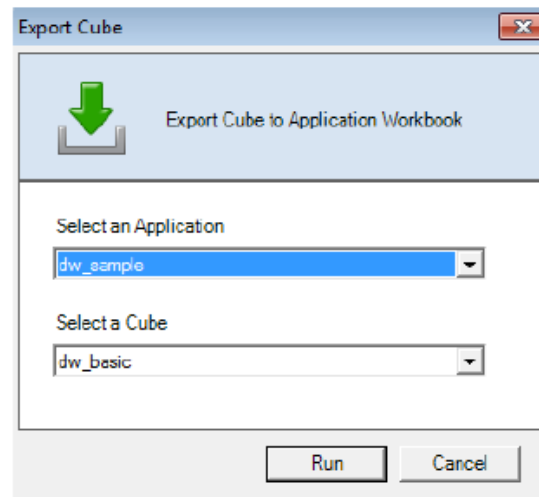 Export Cube
Export Cube to Application Workbook
Select an Application
dw_sample
Select a Cube
dw_basic
Run
Cancel